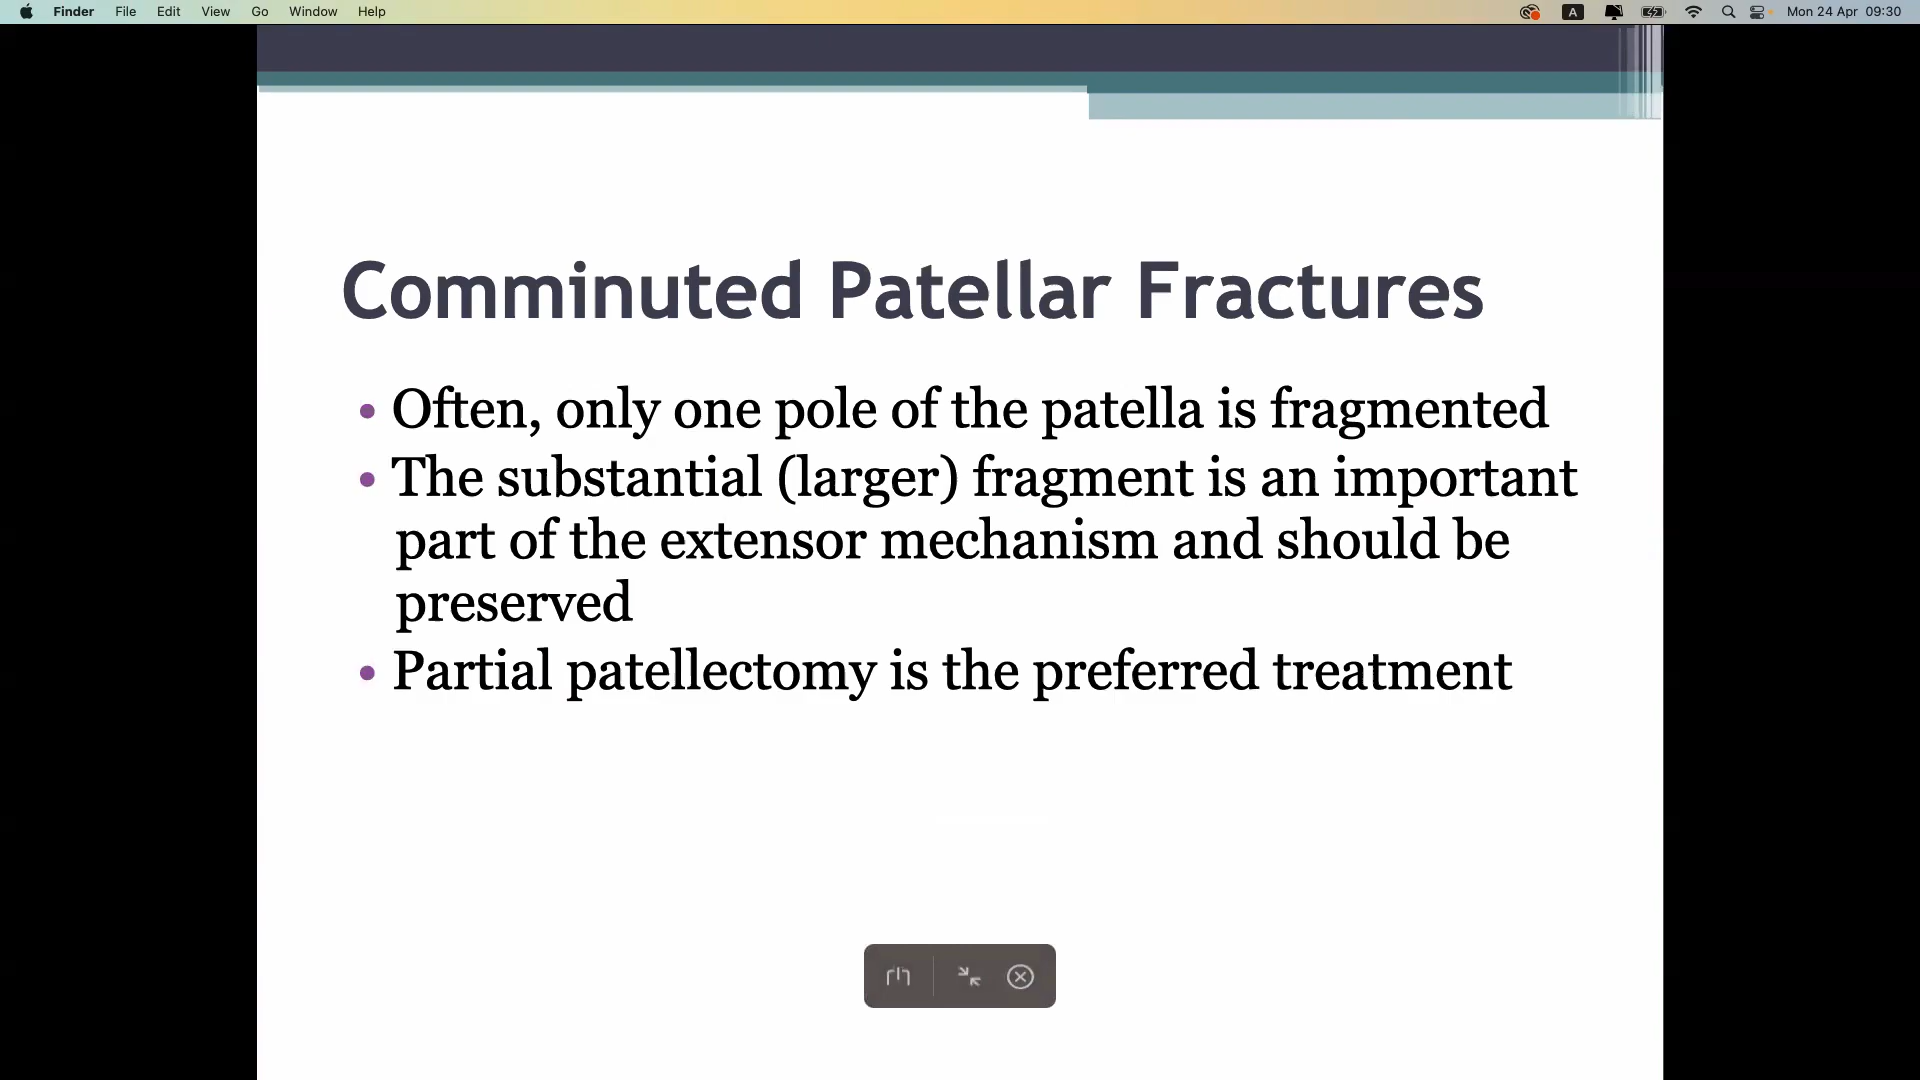 Finder File Edit View Go Window Help A Mon 24 Apr 09:30
Comminuted Patellar Fractures
• Often, only one pole of the patella is fragmented
• The substantial (larger) fragment is an important
part of the extensor mechanism and should be
preserved
• Partial patellectomy is the preferred treatment